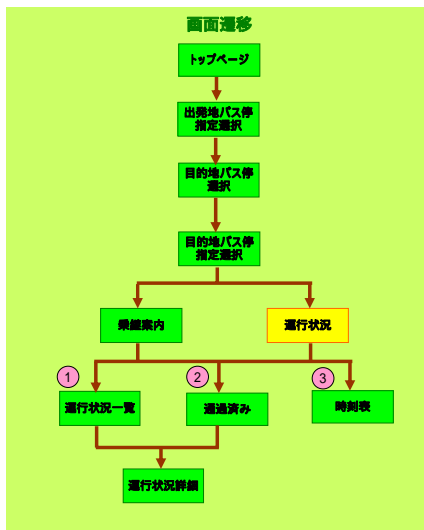 画面遷移
トップページ
出発地バス停
指定選択
目的地バス停
選択
目的地バス停
指定選択
乗継案内
運行状況
1
2
3
運行状況一覧
通過済み
時刻表
運行状況詳細